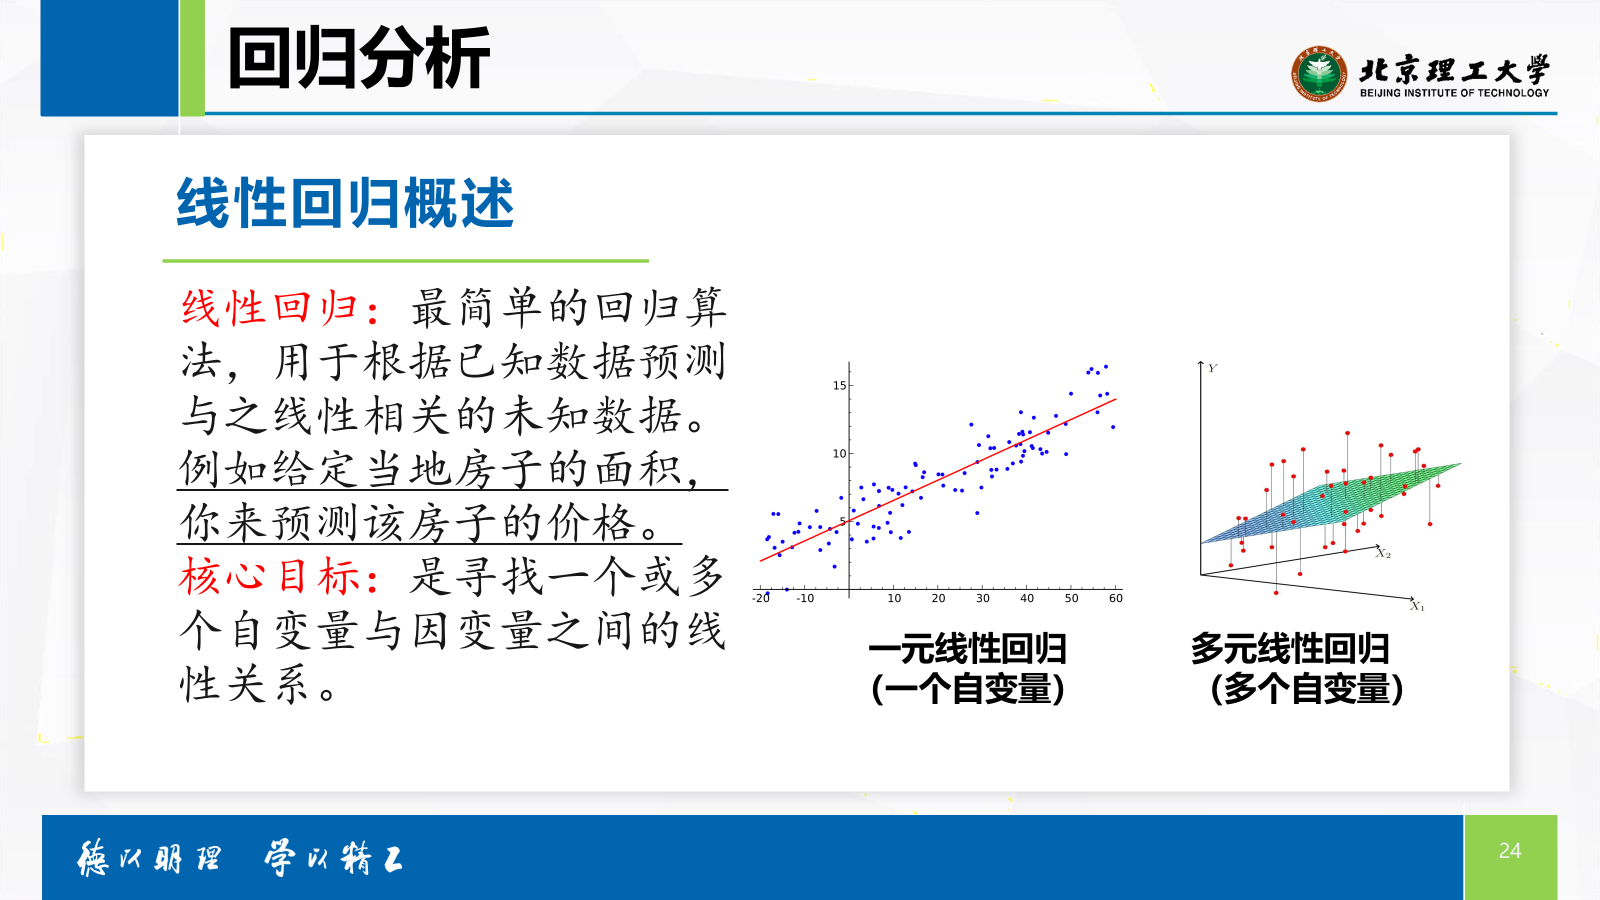 回归分析
北京理工大学
BEIJING INSTITUTE OF TECHNOLOGY
线性回归概述
线性回归：最简单的回归算
法，用于根据已知数据预测
与之线性相关的未知数据。
例如给定当地房子的面积，
你来预测该房子的价格。
核心目标：是寻找一个或多
个自变量与因变量之间的线
性关系。
15
10
5
-20 -10 10 20 30 40 50 60
Y
X₂
X₁
一元线性回归
（一个自变量）
多元线性回归
（多个自变量）
德以明理 学以精工
24